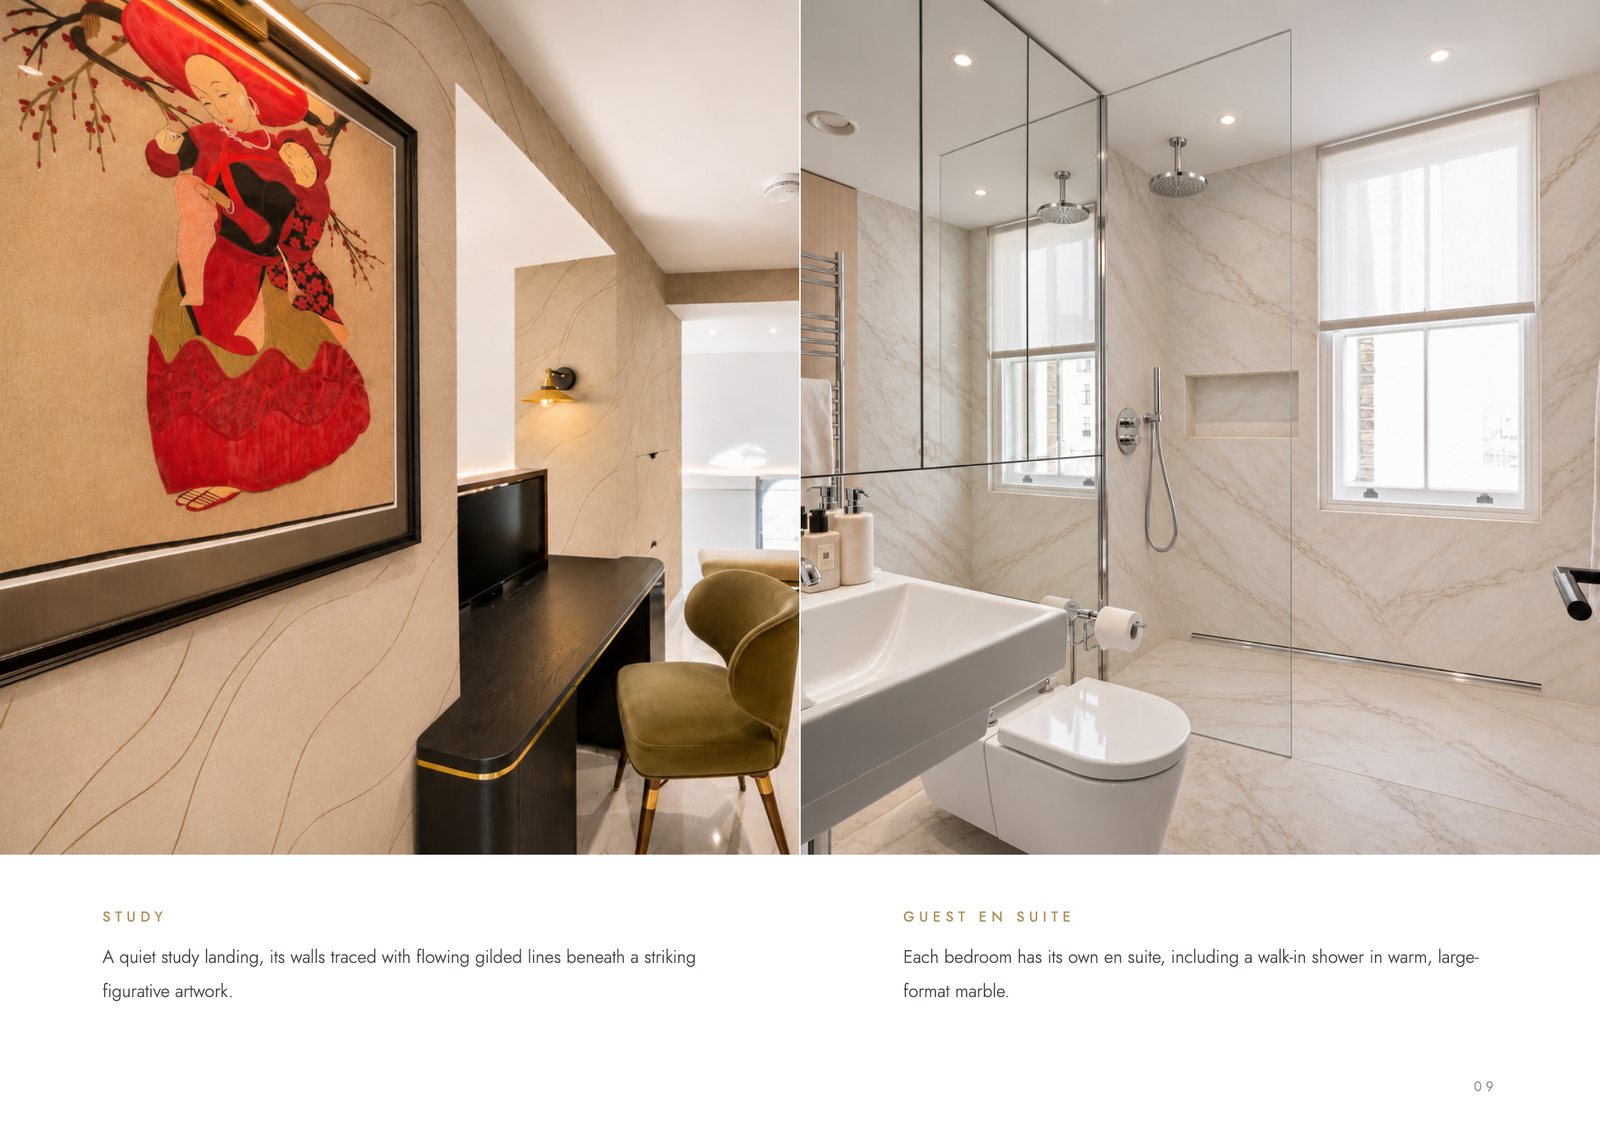 STUDY
A quiet study landing, its walls traced with flowing gilded lines beneath a striking
figurative artwork.
GUEST EN SUITE
Each bedroom has its own en suite, including a walk-in shower in warm, large-
format marble.
09